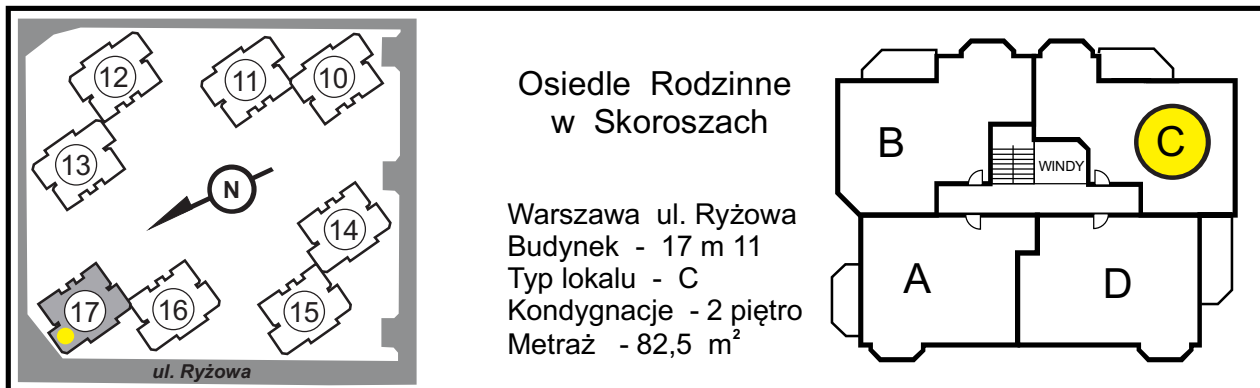 12
11
10
13
N
14
17
16
15
ul. Ryżowa
Osiedle Rodzinne
w Skoroszach
Warszawa ul. Ryżowa
Budynek - 17 m 11
Typ lokalu - C
Kondygnacje - 2 piętro
Metraż - 82,5 m²
B
C
WINDY
A
D